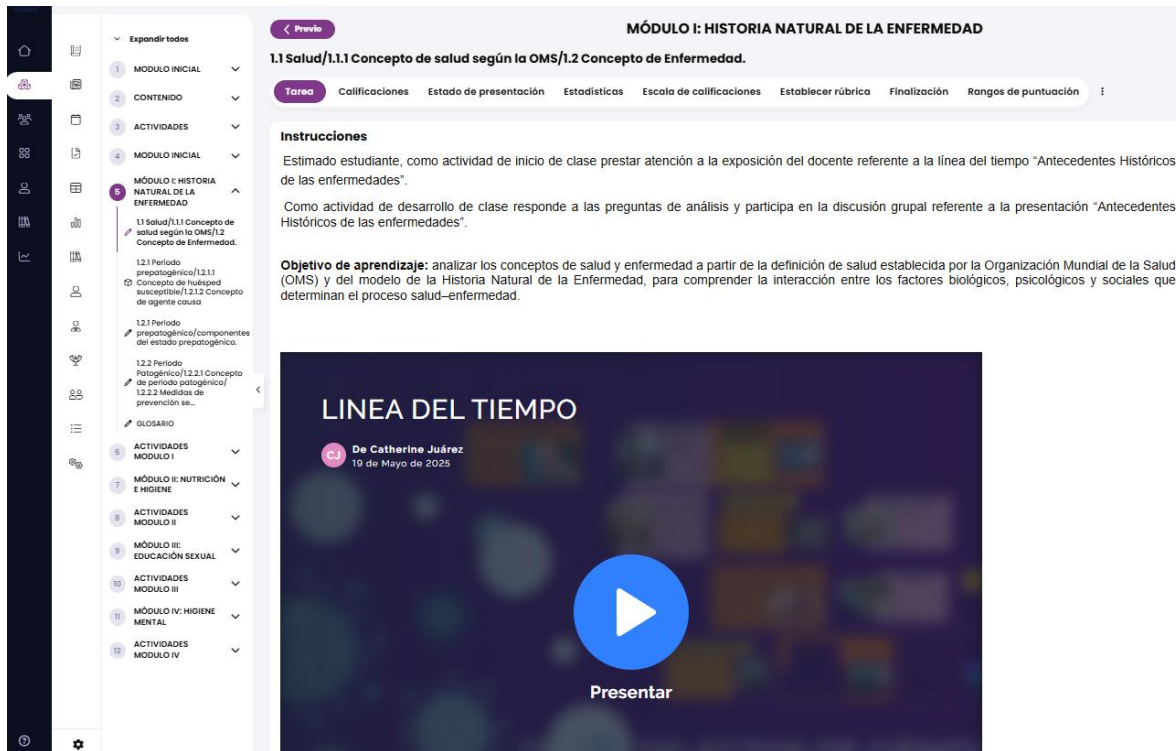 Expandir todos
1 MODULO INICIAL
2 CONTENIDO
3 ACTIVIDADES
4 MODULO INICIAL
5 MÓDULO I: HISTORIA
NATURAL DE LA
ENFERMEDAD
1.1 Salud/1.1.1 Concepto de
salud según la OMS/1.2
Concepto de Enfermedad.
1.2.1 Periodo
prepatogénico/1.2.1.1
Concepto de huésped
susceptible/1.2.1.2 Concepto
de agente causa
1.2.1 Periodo
prepatogénico/componentes
del estado prepatogénico.
1.2.2 Periodo
Patogénico/1.2.2.1 Concepto
de periodo patogénico/
1.2.2.2 Medidas de
prevención se...
GLOSARIO
6 ACTIVIDADES
MODULO I
7 MÓDULO II: NUTRICIÓN
E HIGIENE
8 ACTIVIDADES
MODULO II
9 MÓDULO III:
EDUCACIÓN SEXUAL
10 ACTIVIDADES
MODULO III
11 MÓDULO IV: HIGIENE
MENTAL
12 ACTIVIDADES
MODULO IV
Previo
MÓDULO I: HISTORIA NATURAL DE LA ENFERMEDAD
1.1 Salud/1.1.1 Concepto de salud según la OMS/1.2 Concepto de Enfermedad.
Tarea Calificaciones Estado de presentación Estadísticas Escala de calificaciones Establecer rúbrica Finalización Rangos de puntuación
Instrucciones
Estimado estudiante, como actividad de inicio de clase prestar atención a la exposición del docente referente a la línea del tiempo “Antecedentes Históricos
de las enfermedades”.
Como actividad de desarrollo de clase responde a las preguntas de análisis y participa en la discusión grupal referente a la presentación “Antecedentes
Históricos de las enfermedades”.
Objetivo de aprendizaje: analizar los conceptos de salud y enfermedad a partir de la definición de salud establecida por la Organización Mundial de la Salud
(OMS) y del modelo de la Historia Natural de la Enfermedad, para comprender la interacción entre los factores biológicos, psicológicos y sociales que
determinan el proceso salud–enfermedad.
LINEA DEL TIEMPO
CJ De Catherine Juárez
19 de Mayo de 2025
Presentar